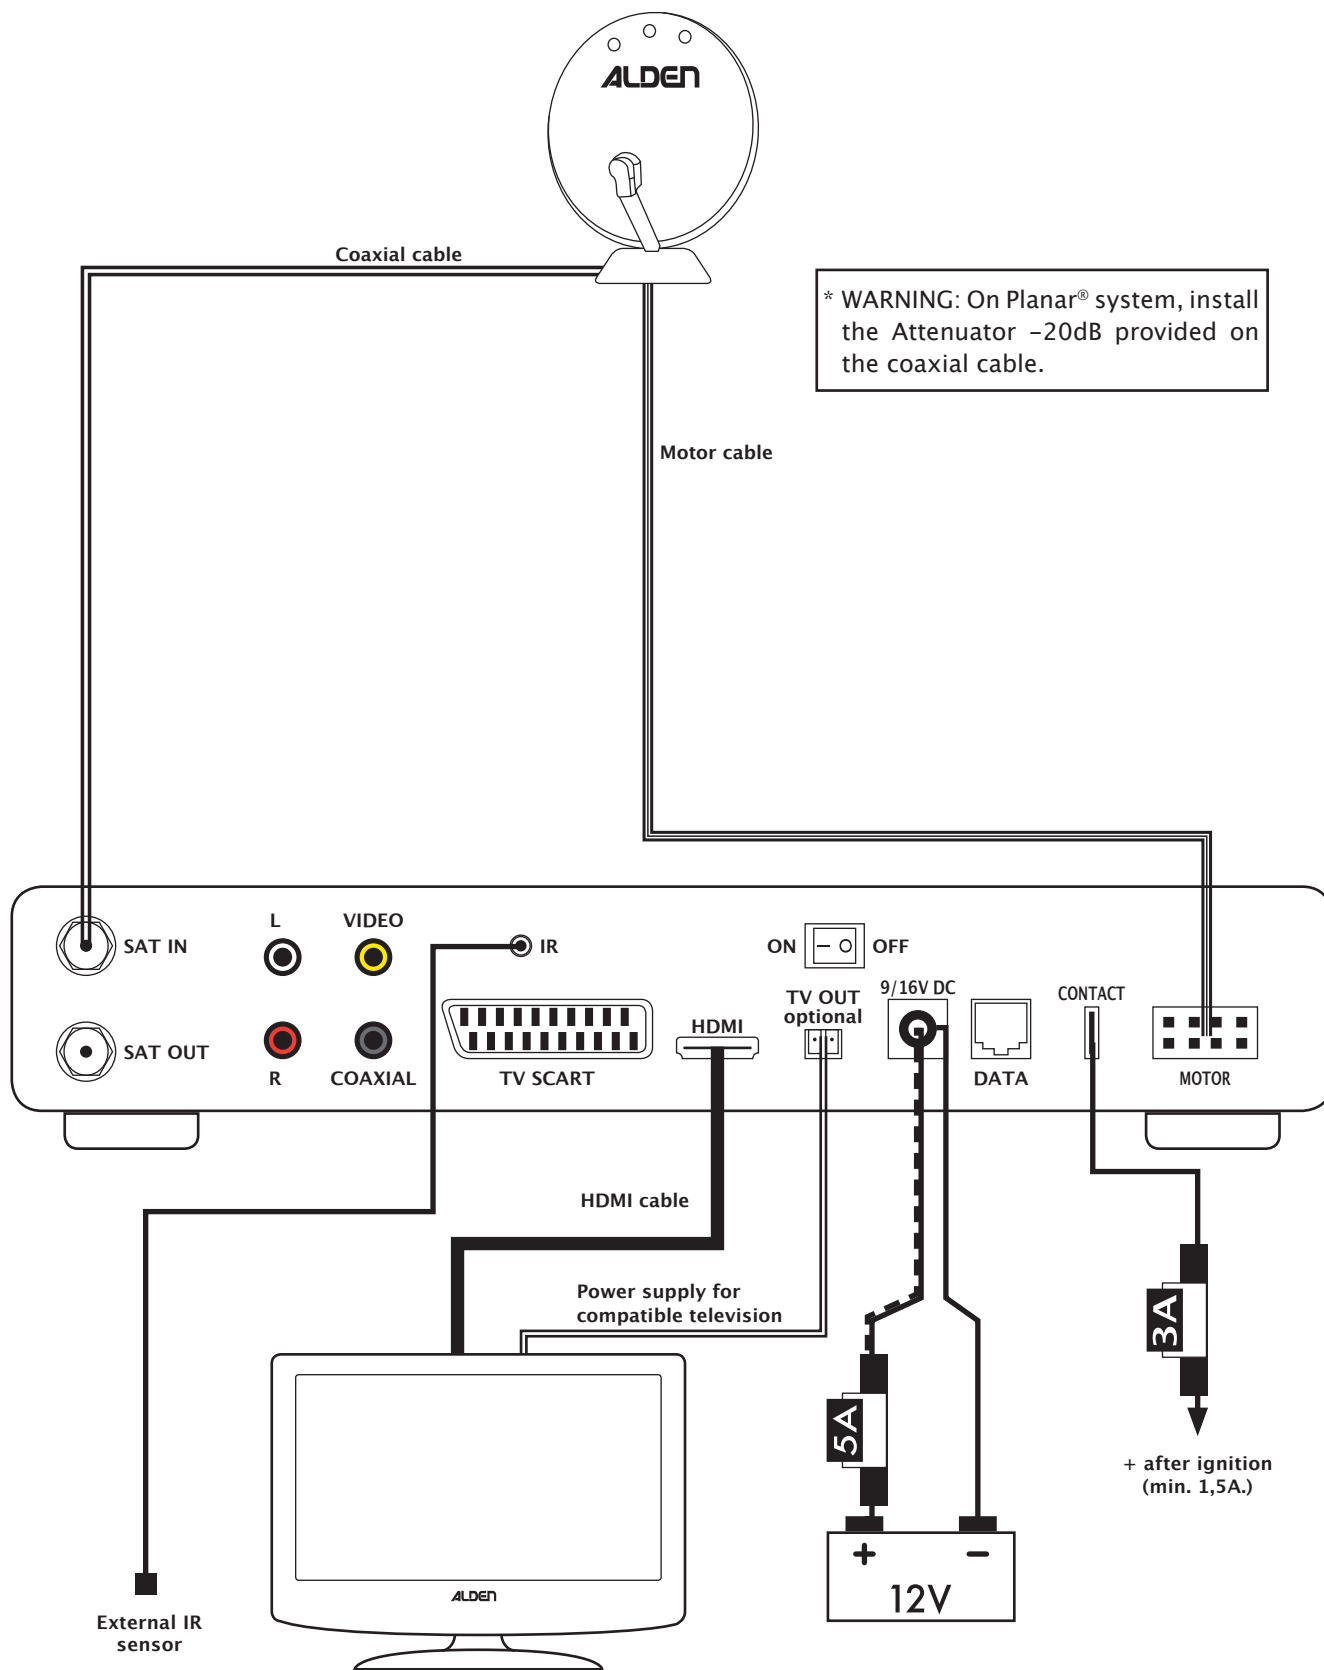 ALDEN
Coaxial cable
* WARNING: On Planar® system, install
the Attenuator –20dB provided on
the coaxial cable.
Motor cable
L
VIDEO
SAT IN
IR
ON
OFF
9/16V DC
TV OUT
optional
CONTACT
HDMI
SAT OUT
R
COAXIAL
TV SCART
DATA
MOTOR
HDMI cable
Power supply for
compatible television
3A
5A
+ after ignition
(min. 1,5A.)
+ –
12V
ALDEN
External IR
sensor